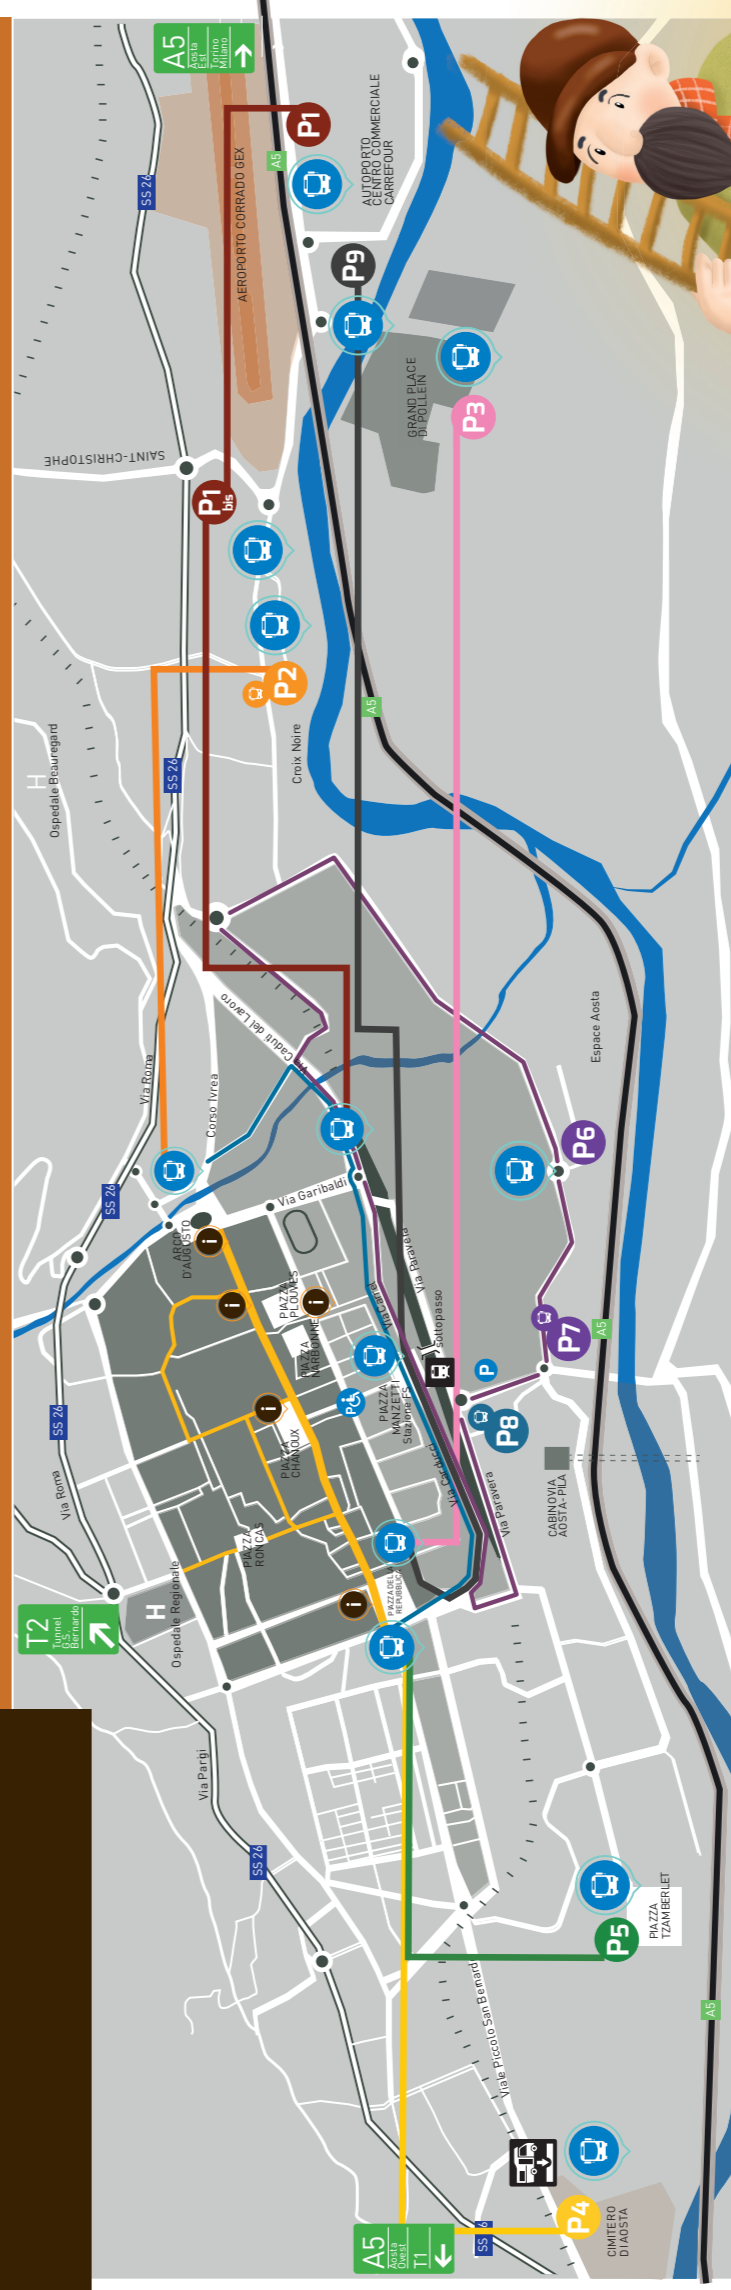 A5
Aosta
Est
Torino
Milano
SS 26
AEROPORTO CORRADO GEX
A5
P1
AUTOPORTO
CENTRO COMMERCIALE
CARREFOUR
P9
GRAND PLACE
DI POLLEIN
P3
SAINT-CHRISTOPHE
P1
bis
P2
Croix Noire
A5
H
Ospedale Beauregard
SS 26
Via Roma
Corso Ivrea
Via Caduti del Lavoro
Espace Aosta
SS 26
ARCO
D'AUGUSTO
Via Garibaldi
i
i
i
PIAZZA
PLOUVES
PIAZZA
NARBONNE
Via Carrel
Via Paravera
sottopasso
P6
P7
A5
P
P
PIAZZA
MANZETTI
Stazione FS
i
PIAZZA
CHANOUX
SS 26
Via Roma
P8
Via Carducci
Via Paravera
CABINOVIA
AOSTA-PILA
PIAZZA
RONCAS
PIAZZA DELLA
REPUBBLICA
i
H
Ospedale Regionale
T2
Tunnel
G.S.
Bernardo
Via Parigi
SS 26
P5
PIAZZA
TZAMBERLET
Viale Piccolo San Bernardo
A5
A5
Aosta
Ovest
T1
P4
CIMITERO
DI AOSTA